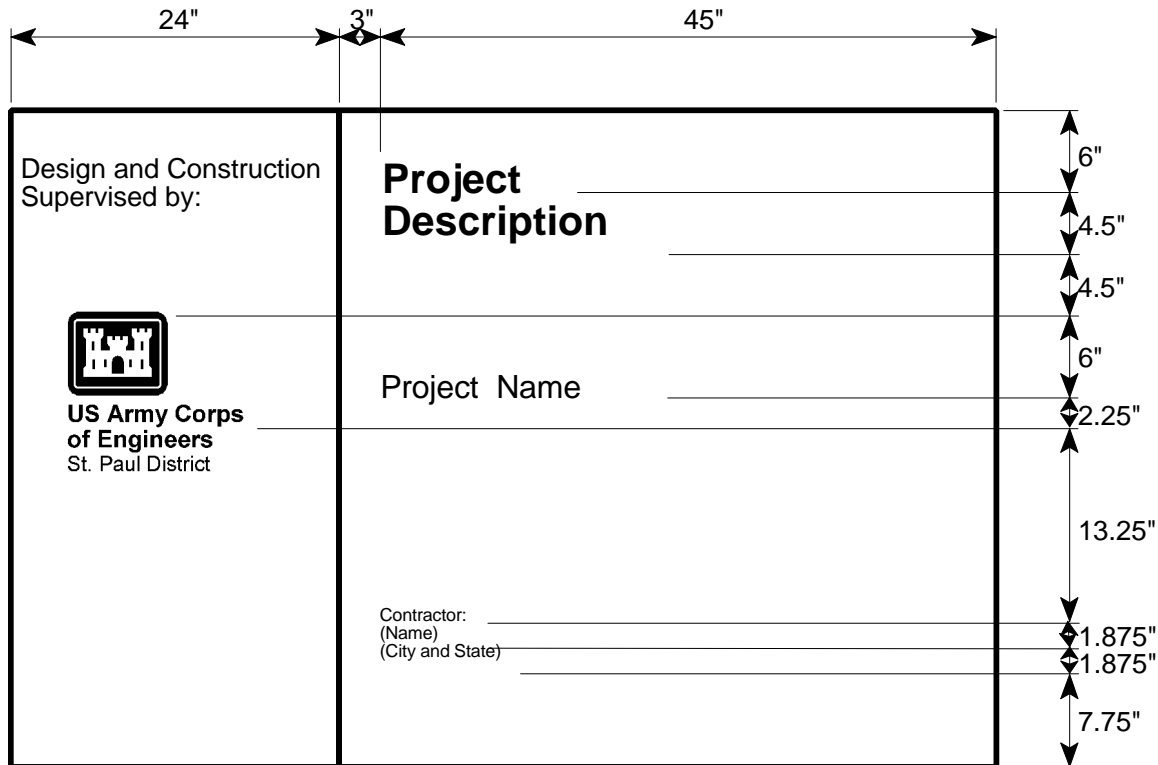 24"
3"
45"
Design and Construction
Supervised by:
Project
Description
6"
4.5"
4.5"
6"
Project Name
2.25"
US Army Corps
of Engineers
St. Paul District
13.25"
Contractor:
(Name)
(City and State)
1.875"
1.875"
7.75"